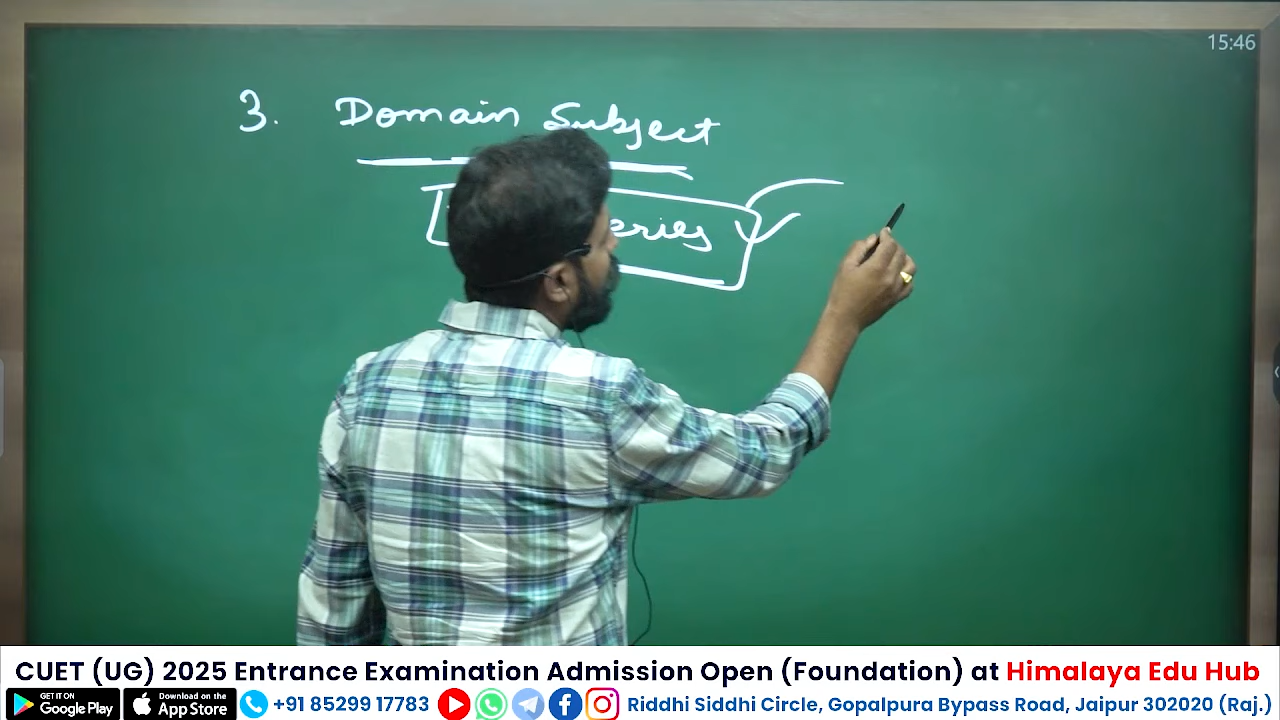 15:46
3. Domain Subject
CUET (UG) 2025 Entrance Examination Admission Open (Foundation) at Himalaya Edu Hub
GET IT ON
Google Play
Download on the
App Store
+91 85299 17783
Riddhi Siddhi Circle, Gopalpura Bypass Road, Jaipur 302020 (Raj.)